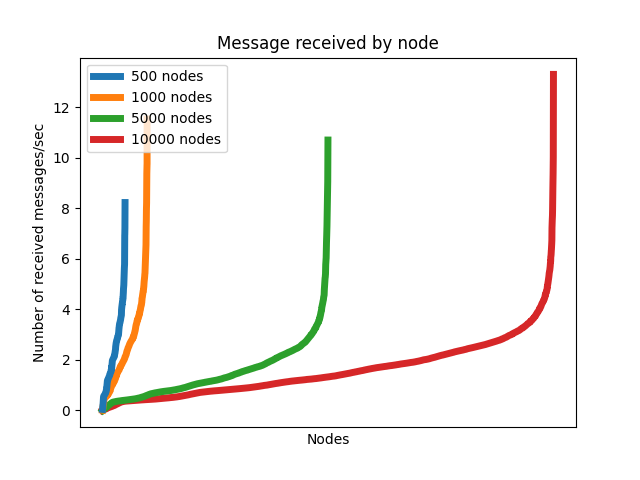 Message received by node
500 nodes
1000 nodes
5000 nodes
10000 nodes
Number of received messages/sec
12
10
8
6
4
2
0
Nodes